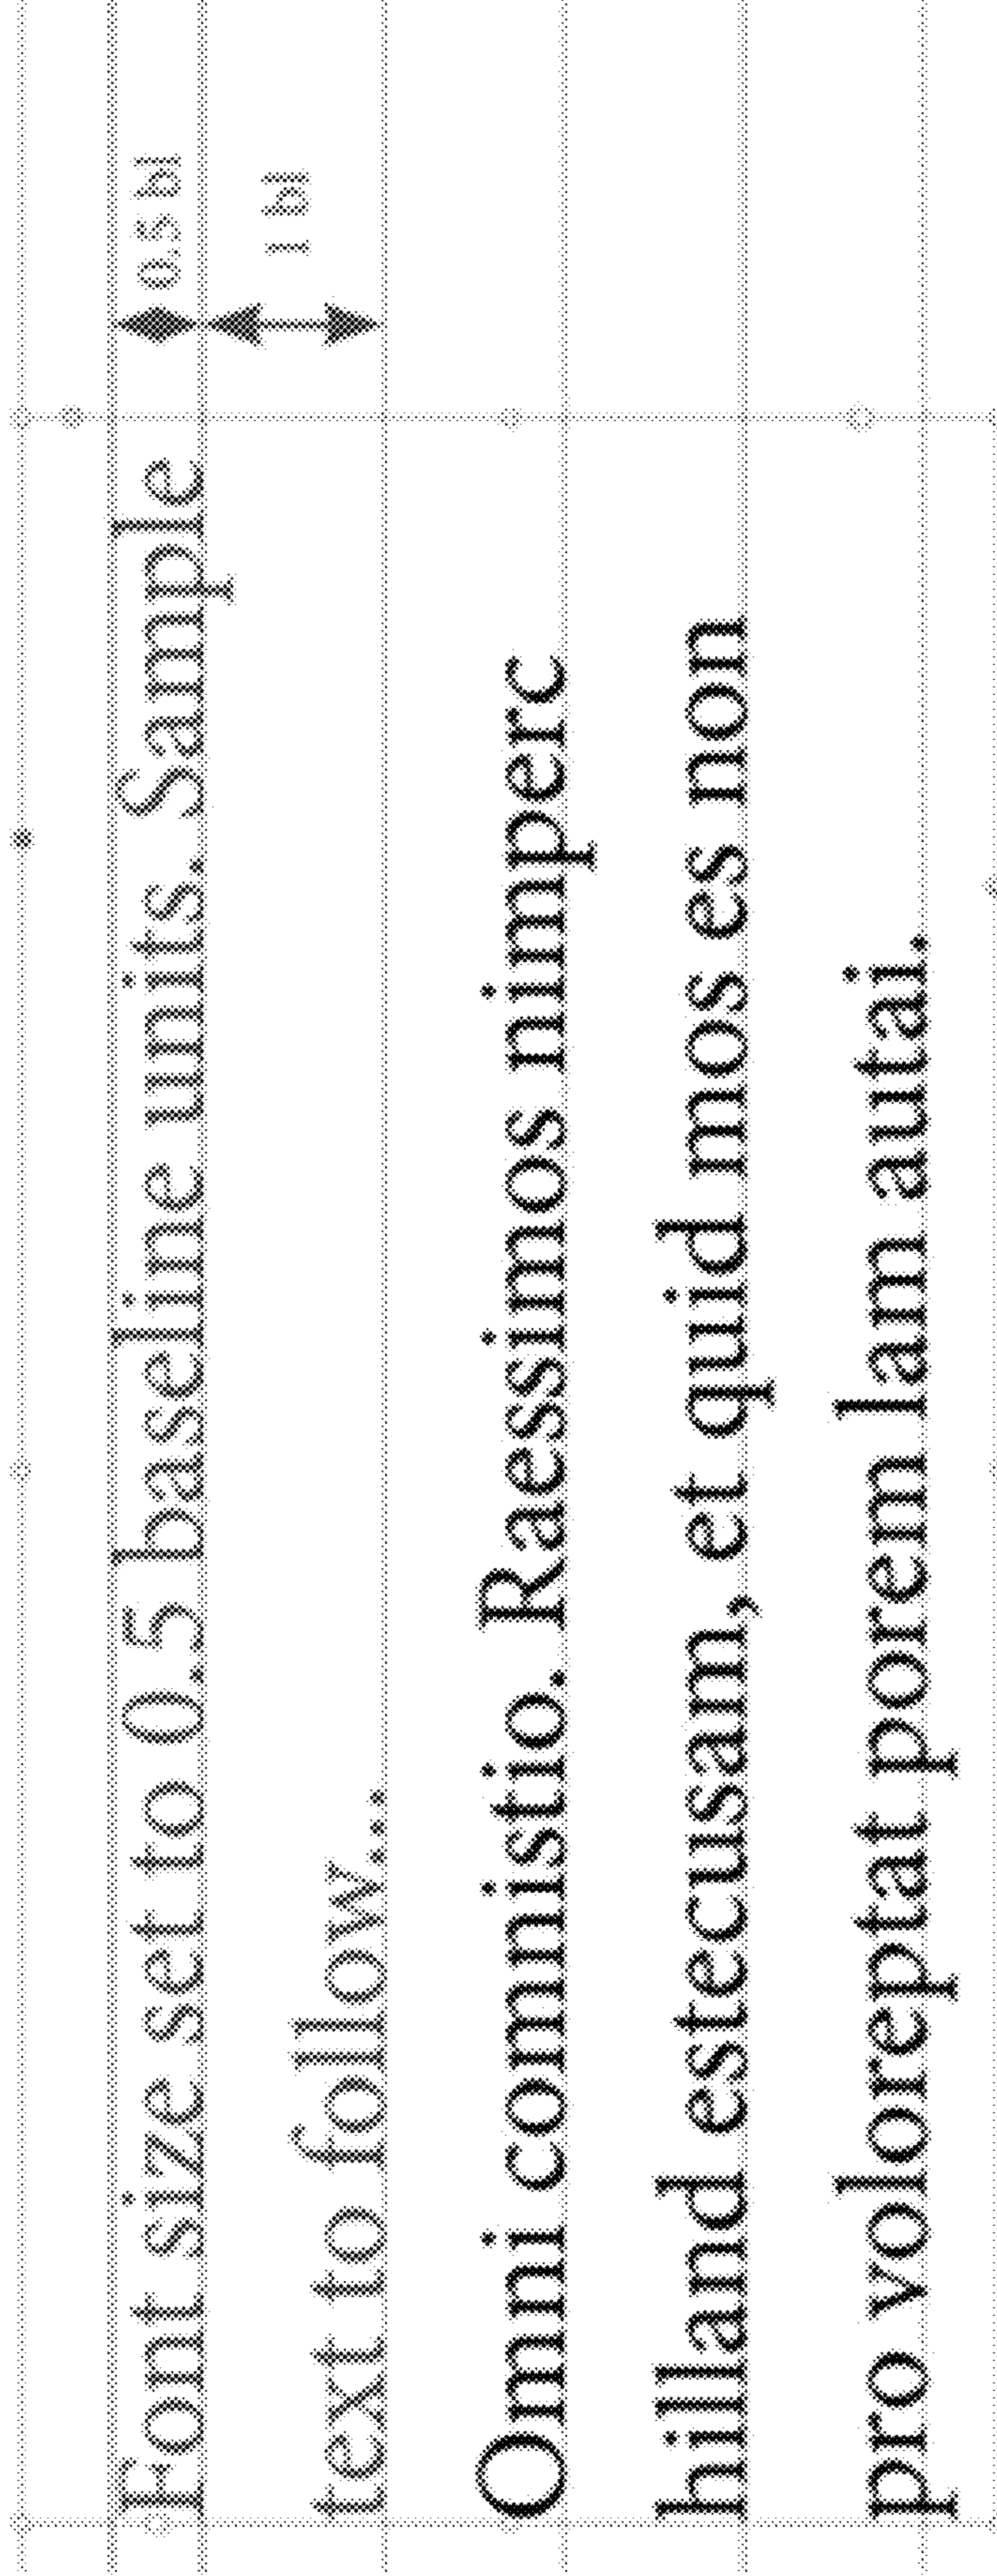 Font size set to 0.5 baseline units. Sample
text to follow...
Omni comnistio. Raessimos nimperc
hilland estecusam, et quid mos es non
pro voloreptat porem lam autai.
0.5 bl
1 bl